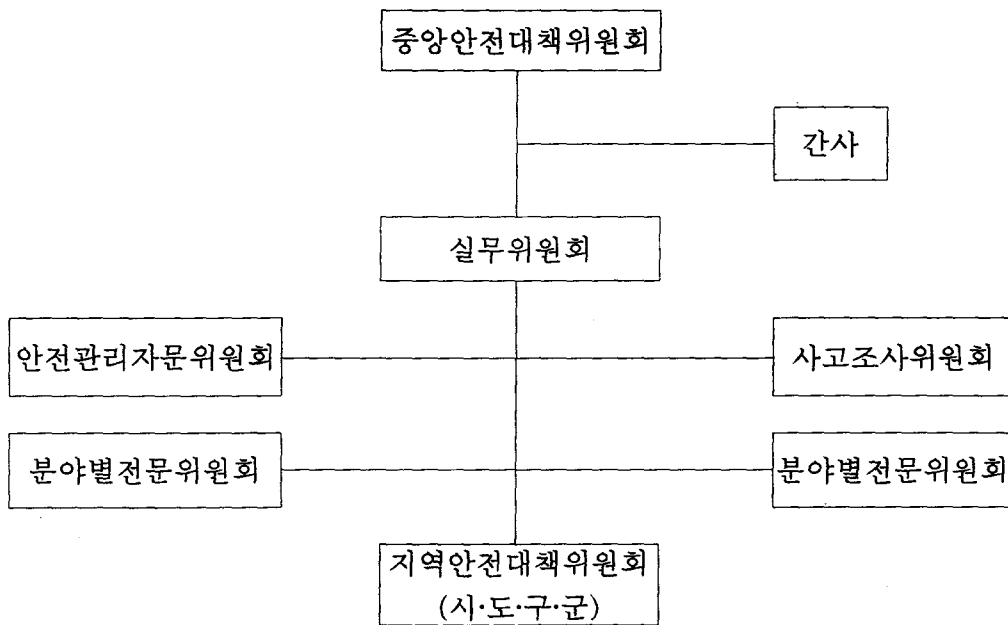 중앙안전대책위원회
간사
실무위원회
안전관리자문위원회
사고조사위원회
분야별전문위원회
분야별전문위원회
지역안전대책위원회
(시·도·구·군)